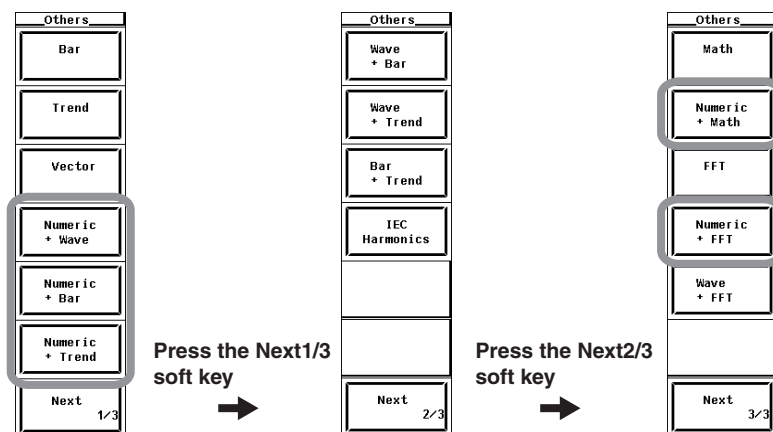 Others
Bar
Trend
Vector
Numeric
+ Wave
Numeric
+ Bar
Numeric
+ Trend
Next
1/3
Press the Next1/3
soft key
Others
Wave
+ Bar
Wave
+ Trend
Bar
+ Trend
IEC
Harmonics
Next
2/3
Press the Next2/3
soft key
Others
Math
Numeric
+ Math
FFT
Numeric
+ FFT
Wave
+ FFT
Next
3/3